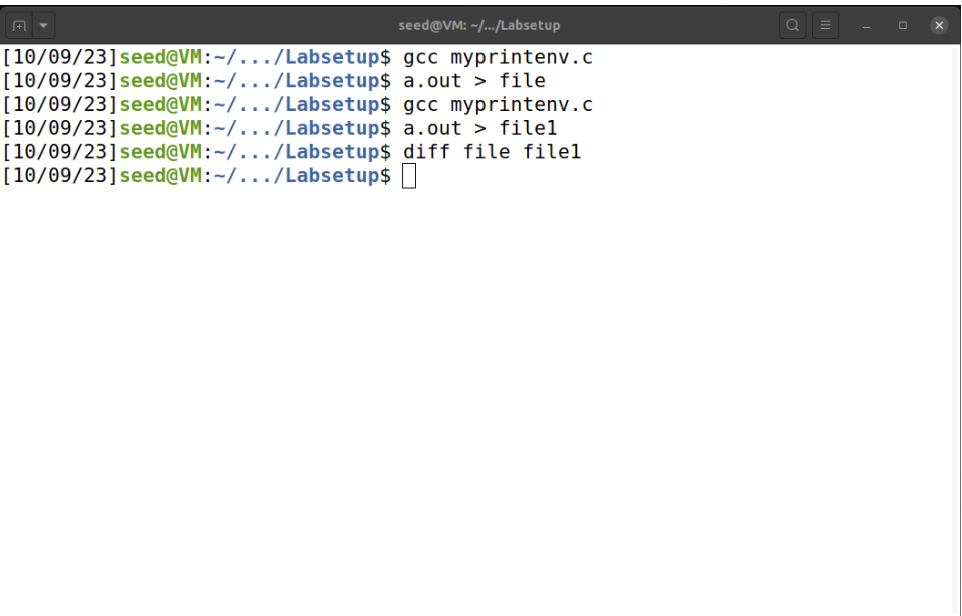 seed@VM: ~/.../Labsetup
[10/09/23]seed@VM:~/.../Labsetup$ gcc myprintenv.c
[10/09/23]seed@VM:~/.../Labsetup$ a.out > file
[10/09/23]seed@VM:~/.../Labsetup$ gcc myprintenv.c
[10/09/23]seed@VM:~/.../Labsetup$ a.out > file1
[10/09/23]seed@VM:~/.../Labsetup$ diff file file1
[10/09/23]seed@VM:~/.../Labsetup$